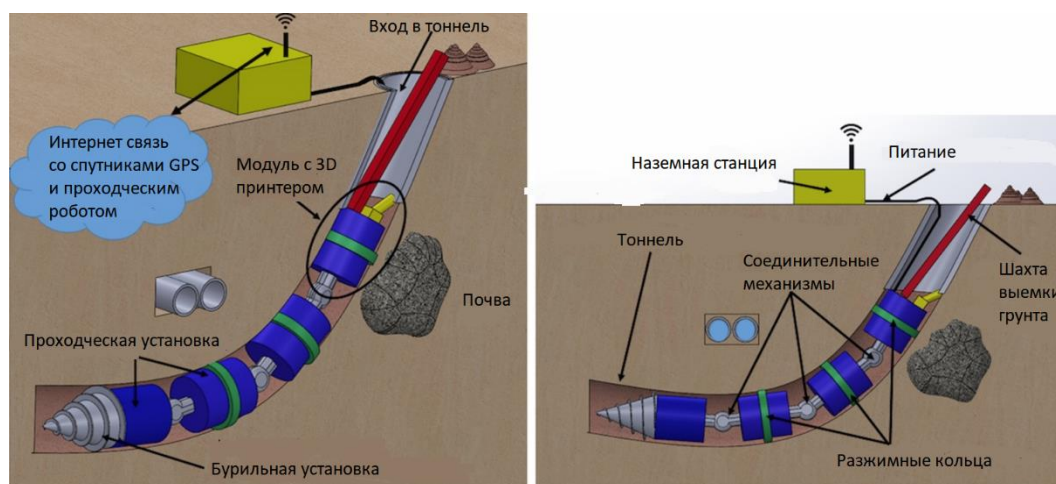 Вход в тоннель
Интернет связь
со спутниками GPS
и проходческим
роботом
Модуль с 3D
принтером
Почва
Проходческая установка
Бурильная установка
Наземная станция
Питание
Тоннель
Соединительные
механизмы
Шахта
выемки
грунта
Разжимные кольца